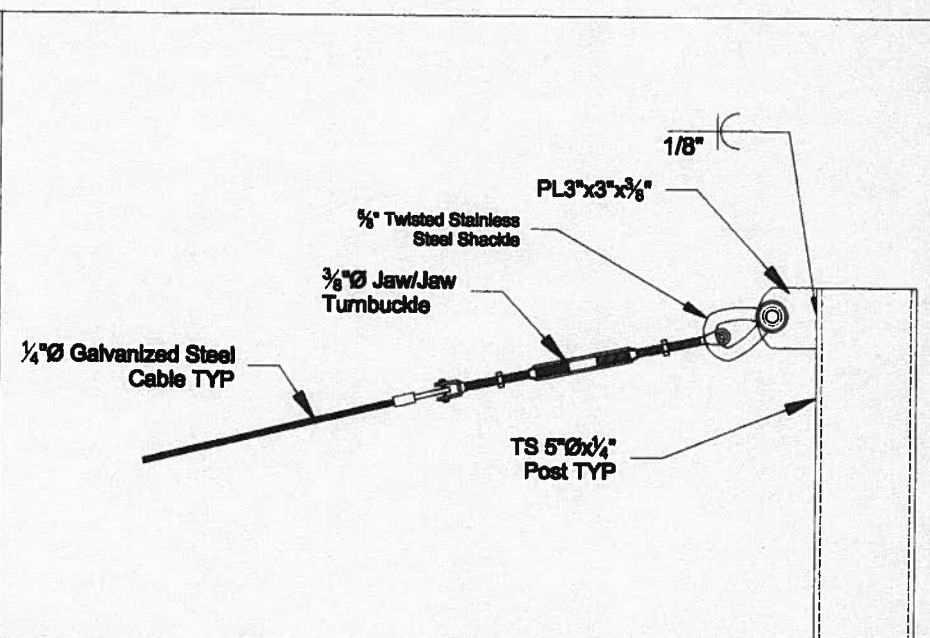 1/8"
PL3"x3"x⅜"
⅝" Twisted Stainless
Steel Shackle
⅜"Ø Jaw/Jaw
Turnbuckle
¼"Ø Galvanized Steel
Cable TYP
TS 5"Øx¼"
Post TYP